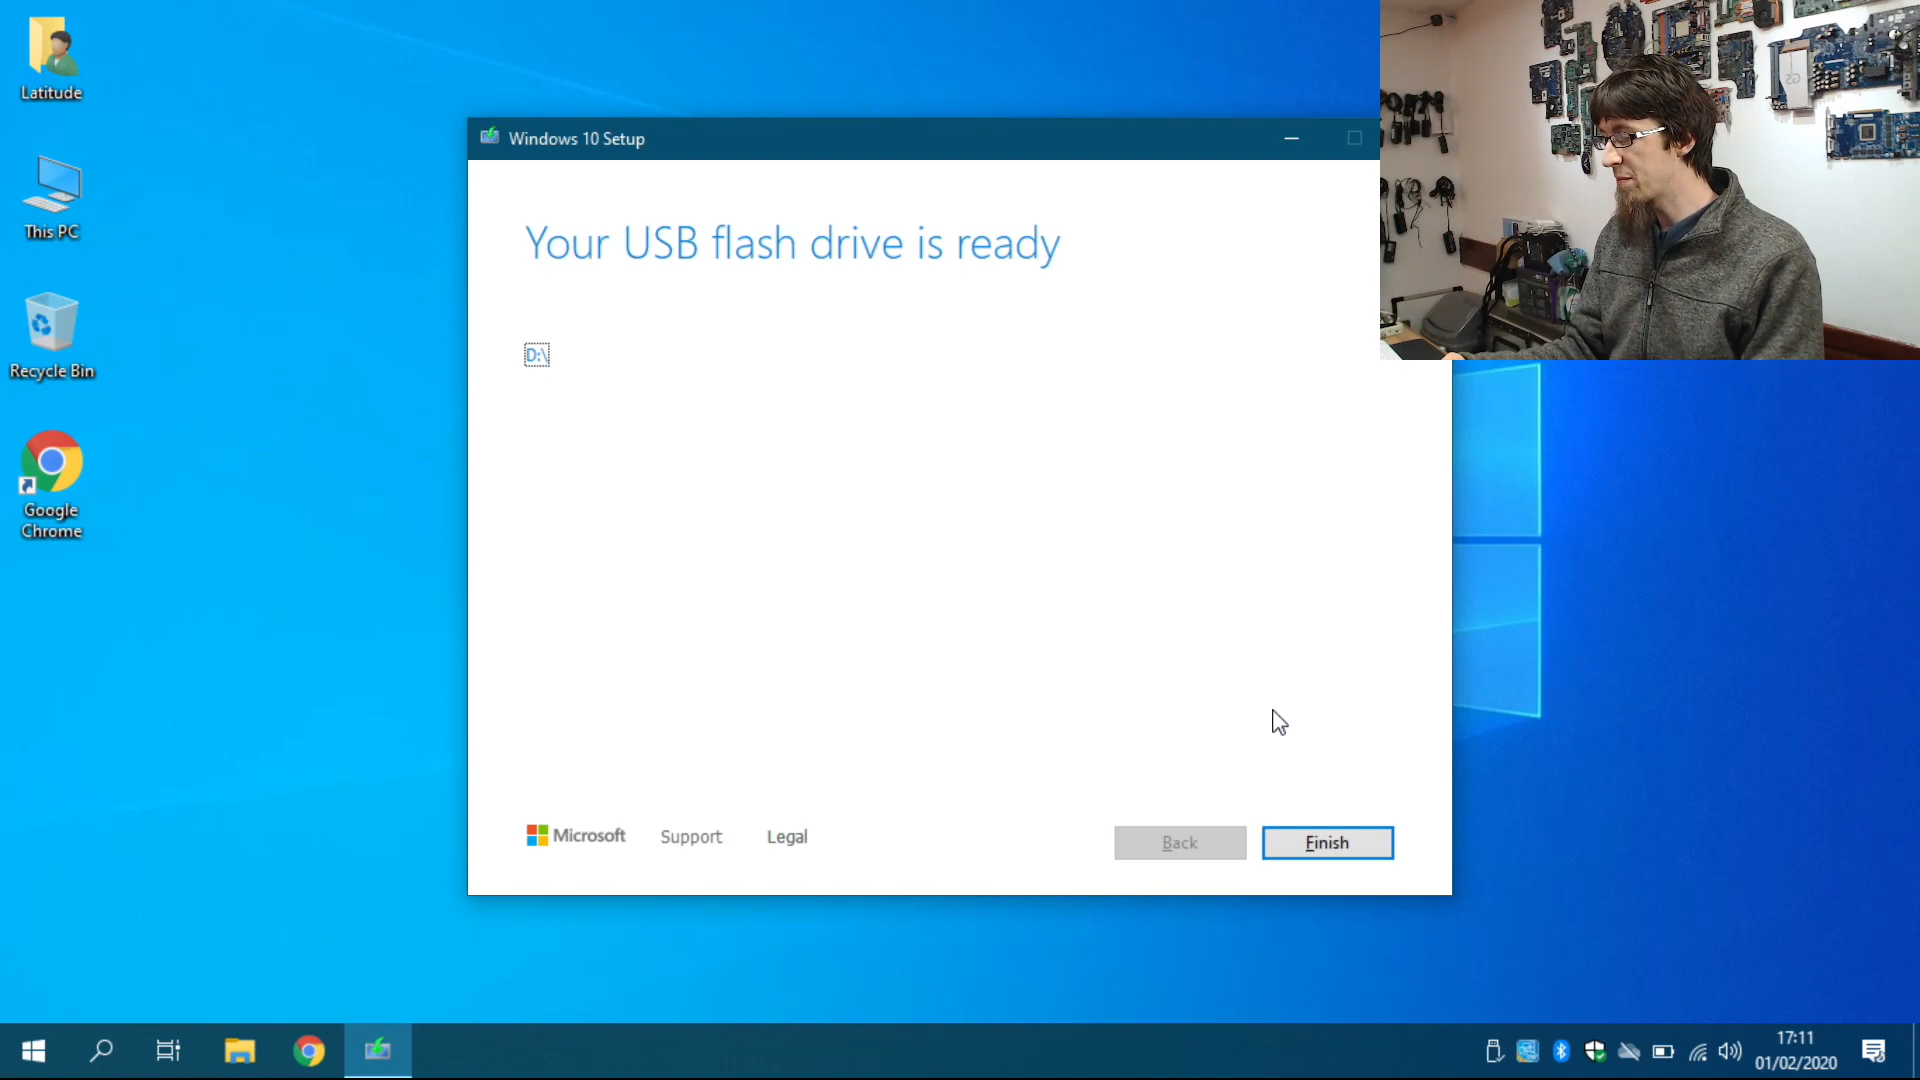 Latitude
This PC
Recycle Bin
Google
Chrome
Windows 10 Setup
Your USB flash drive is ready
D:\
Microsoft
Support
Legal
Back
Finish
17:11
01/02/2020